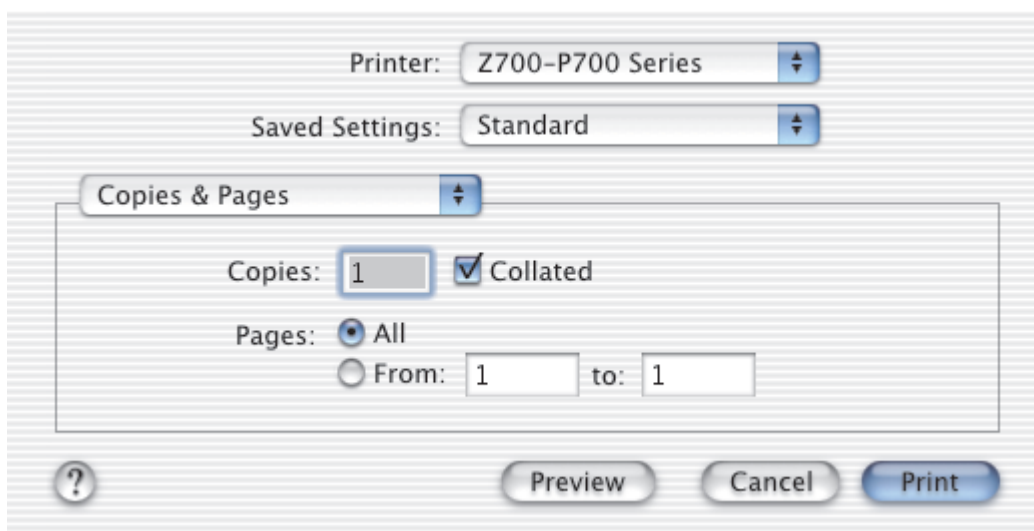 Printer: Z700-P700 Series
Saved Settings: Standard
Copies & Pages
Copies: 1 Collated
Pages: All
From: 1 to: 1
? Preview Cancel Print